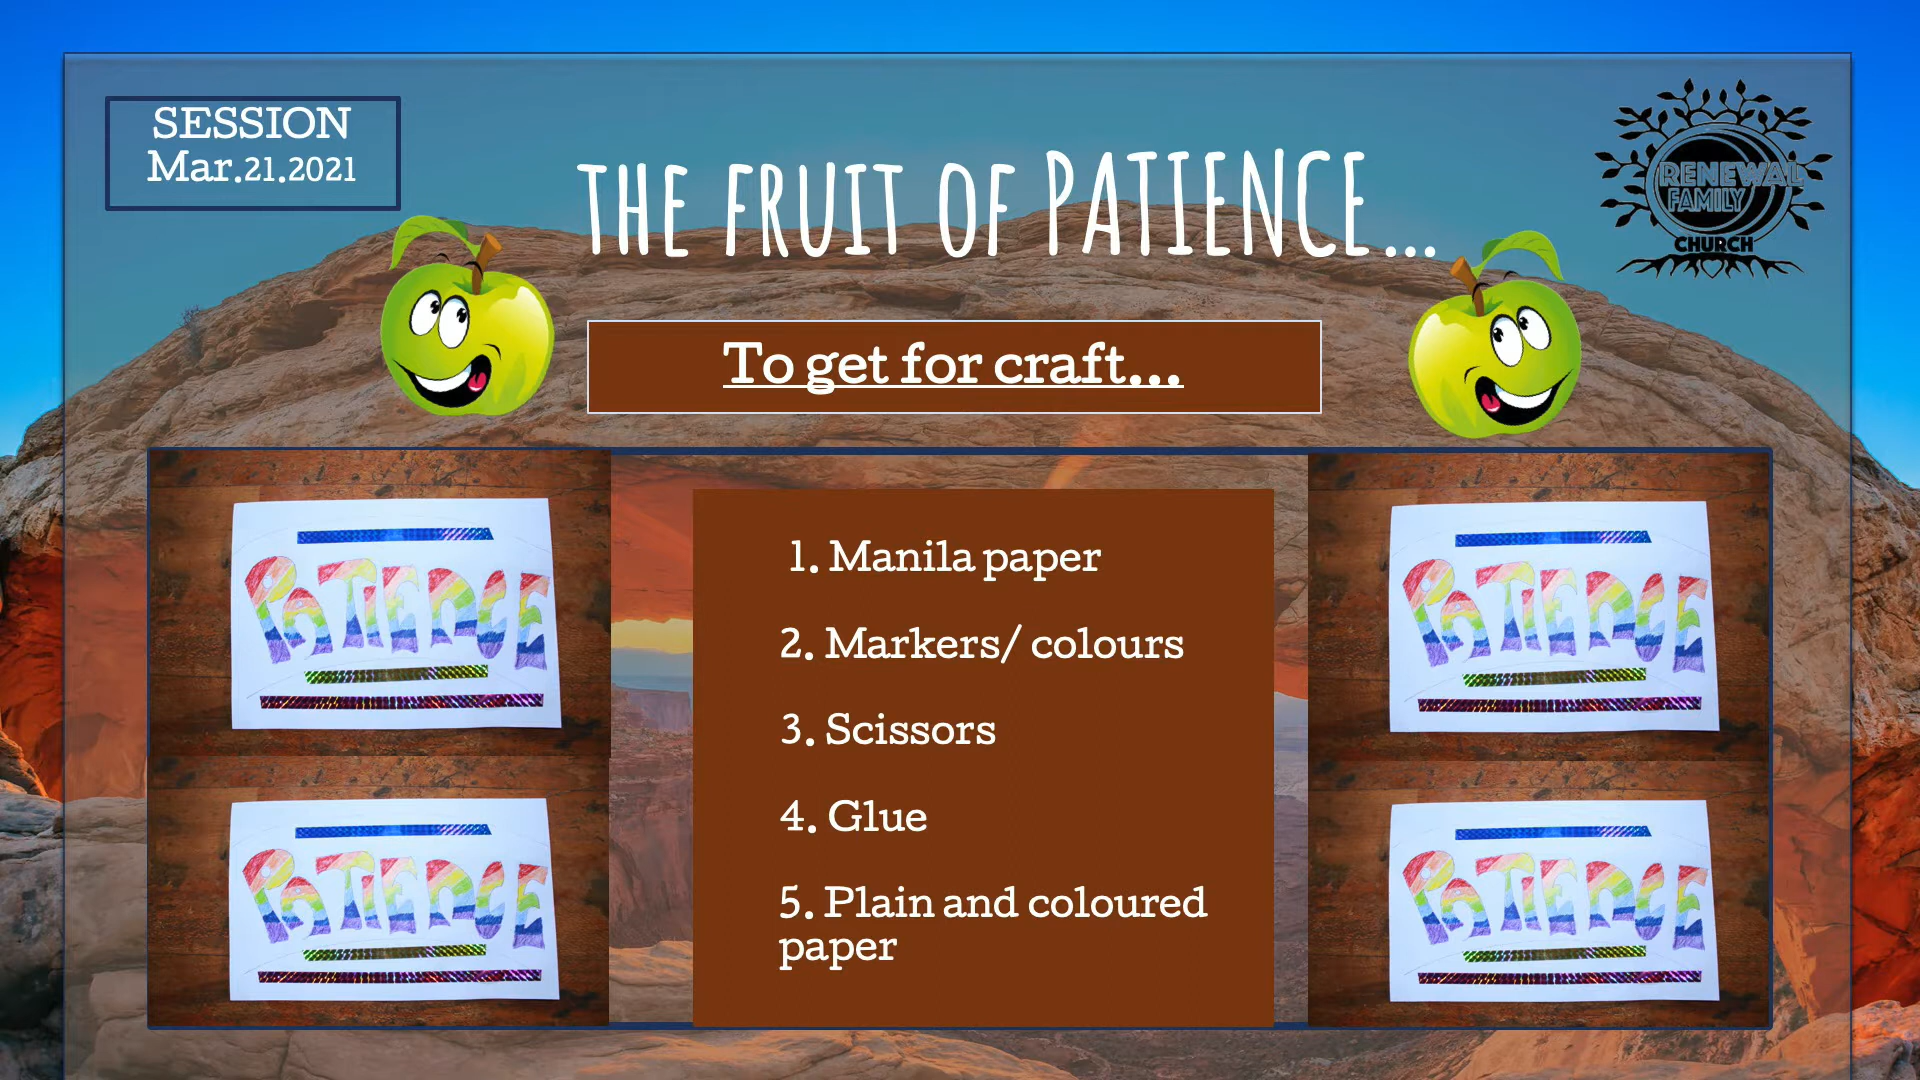 SESSION
Mar.21.2021
THE FRUIT OF PATIENCE...
RENEWAL
FAMILY
CHURCH
To get for craft...
PATIENCE
PATIENCE
1. Manila paper
2. Markers/ colours
3. Scissors
4. Glue
5. Plain and coloured
paper
PATIENCE
PATIENCE